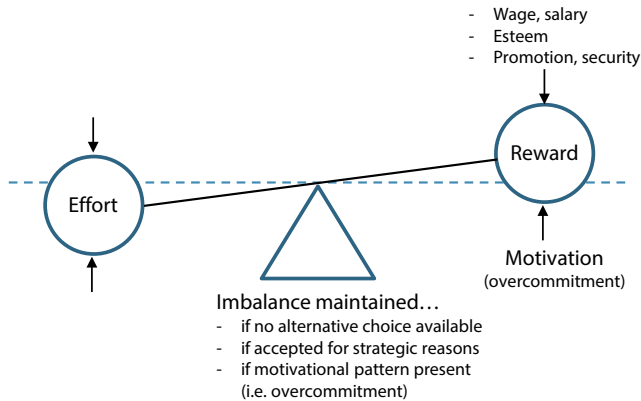 - Wage, salary
- Esteem
- Promotion, security
Reward
Effort
Motivation
(overcommitment)
Imbalance maintained…
- if no alternative choice available
- if accepted for strategic reasons
- if motivational pattern present
(i.e. overcommitment)